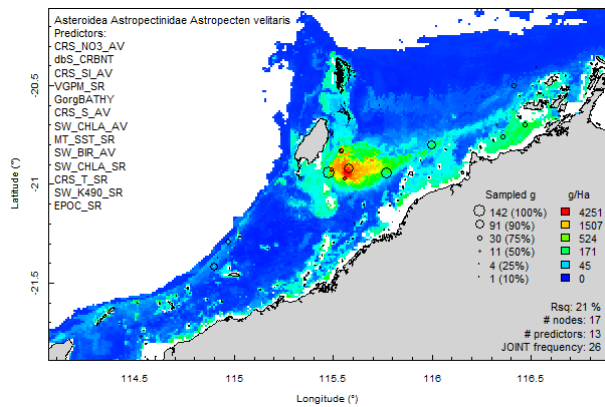 Asteroidea Astropectinidae Astropecten velitaris
Predictors:
CRS_NO3_AV
dbS_CRBNT
CRS_SI_AV
VGPM_SR
GorgBATHY
CRS_S_AV
SW_CHLA_AV
MT_SST_SR
SW_BIR_AV
SW_CHLA_SR
CRS_T_SR
SW_K490_SR
EPOC_SR
Latitude (°)
-20.5
-21
-21.5
Sampled g g/Ha
142 (100%) 4251
91 (90%) 1507
30 (75%) 524
11 (50%) 171
4 (25%) 45
1 (10%) 0
Rsq: 21 %
# nodes: 17
# predictors: 13
JOINT frequency: 26
114.5 115 115.5 116 116.5
Longitude (°)